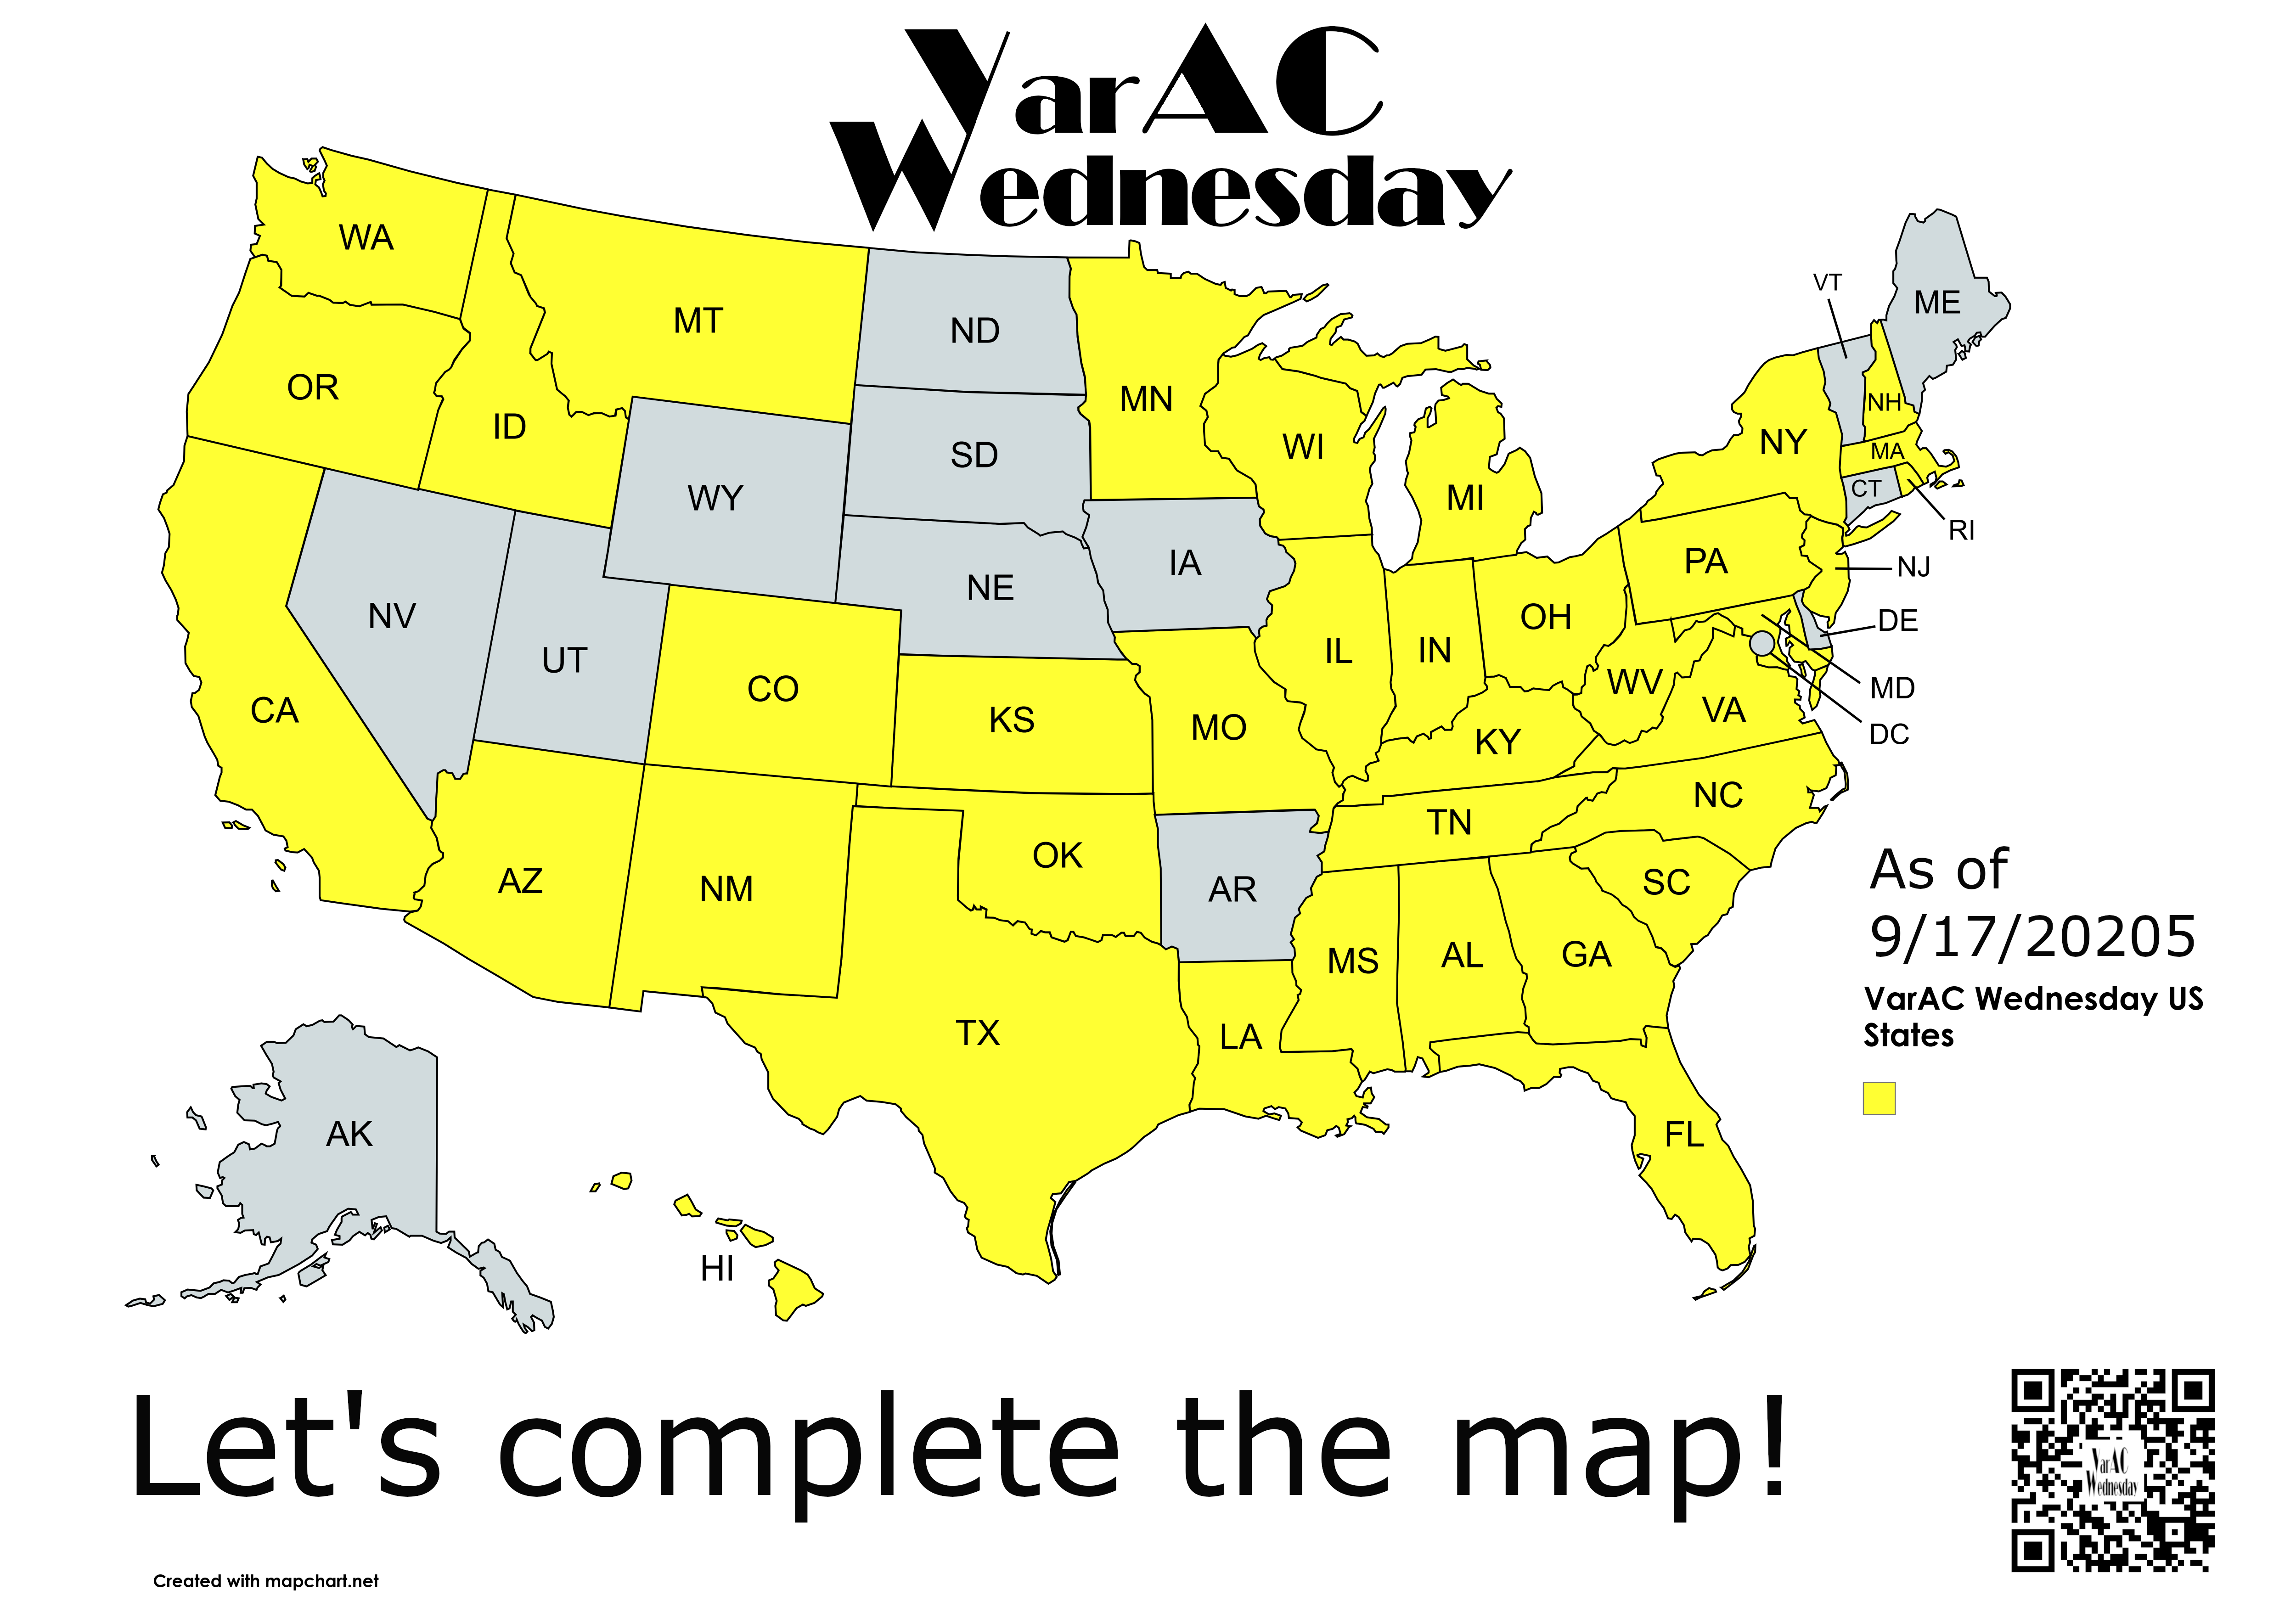 VarAC
Wednesday
WA
MT
ND
MN
VT
ME
OR
ID
SD
WI
MI
NY
NH
MA
CT
RI
WY
NV
UT
NE
IA
PA
NJ
CA
CO
KS
MO
IL
IN
OH
WV
VA
DE
MD
DC
KY
AZ
NM
OK
AR
TN
NC
SC
MS
AL
GA
TX
LA
FL
AK
HI
As of
9/17/20205
VarAC Wednesday US
States
Let's complete the map!
VarAC
Wednesday
Created with mapchart.net